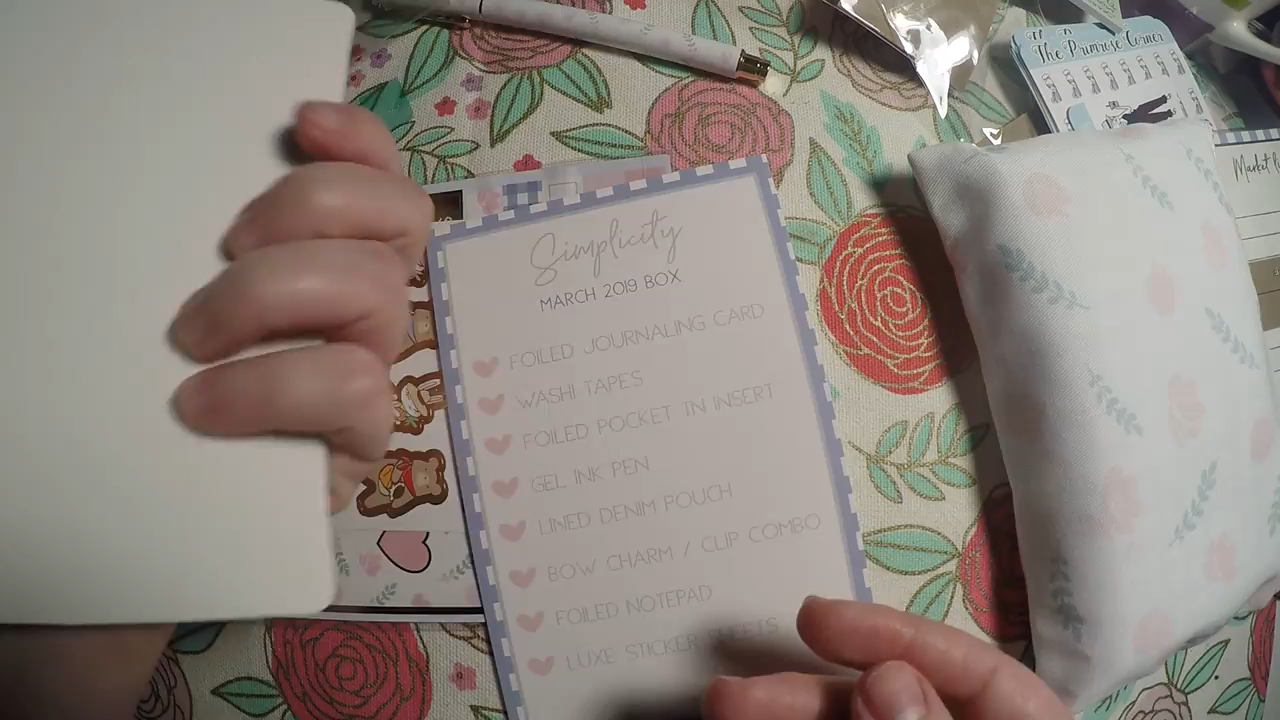 The Primrose Corner
Market
Simplicity
MARCH 2019 BOX
FOILED JOURNALING CARD
WASHI TAPES
FOILED POCKET TN INSERT
GEL INK PEN
LINED DENIM POUCH
BOW CHARM / CLIP COMBO
FOILED NOTEPAD
LUXE STICKER SHEETS